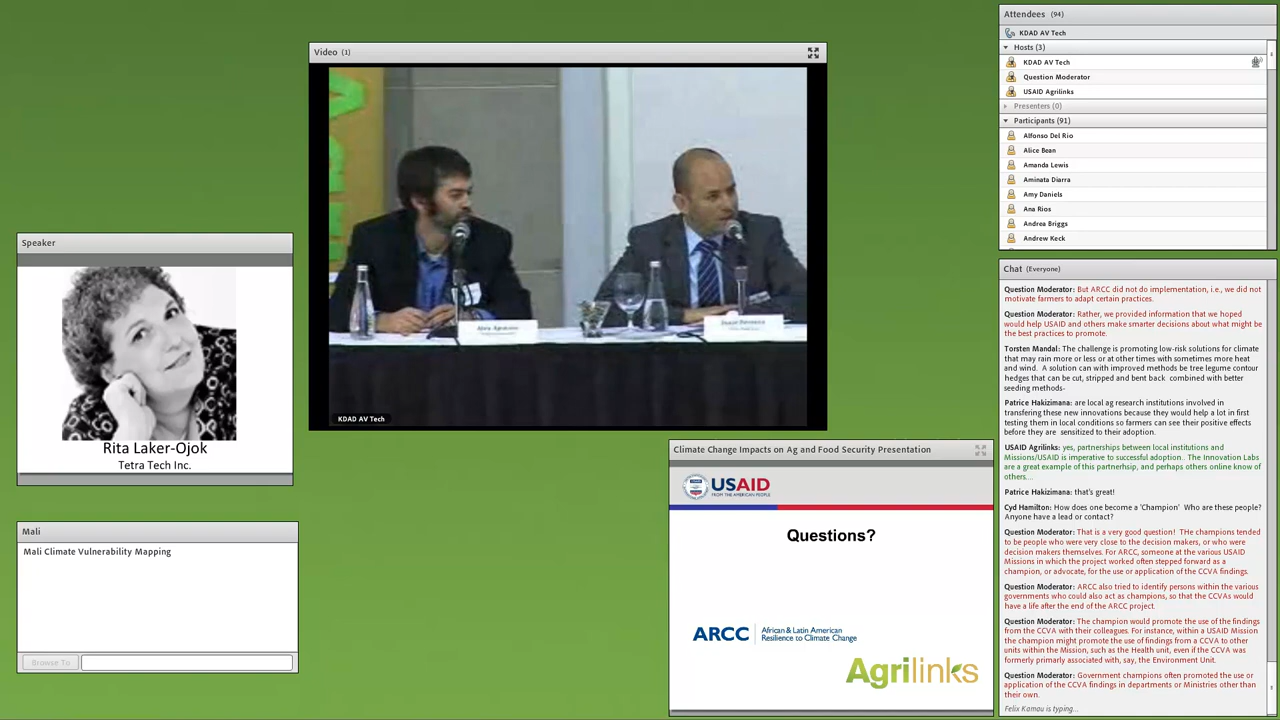 Speaker
Rita Laker-Ojok
Tetra Tech Inc.
Mali
Mali Climate Vulnerability Mapping
Browse To
Video (1)
KDAD AV Tech
Climate Change Impacts on Ag and Food Security Presentation
USAID
FROM THE AMERICAN PEOPLE
Questions?
ARCC
African & Latin American
Resilience to Climate Change
Agrilinks
Attendees (94)
KDAD AV Tech
Hosts (3)
KDAD AV Tech
Question Moderator
USAID Agrilinks
Presenters (0)
Participants (91)
Alfonso Del Rio
Alice Bean
Amanda Lewis
Aminata Diarra
Amy Daniels
Ana Rios
Andrea Briggs
Andrew Keck
Chat (Everyone)
Question Moderator: But ARCC did not do implementation, i.e., we did not
motivate farmers to adapt certain practices.
Question Moderator: Rather, we provided information that we hoped
would help USAID and others make smarter decisions about what might be
the best practices to promote.
Torsten Mandal: The challenge is promoting low-risk solutions for climate
that may rain more or less or at other times with sometimes more heat
and wind. A solution can with improved methods be tree legume contour
hedges that can be cut, stripped and bent back combined with better
seeding methods-
Patrice Hakizimana: are local ag research institutions involved in
transfering these new innovations because they would help a lot in first
testing them in local conditions so farmers can see their positive effects
before they are sensitized to their adoption.
USAID Agrilinks: yes, partnerships between local institutions and
Missions/USAID is imperative to successful adoption.. The Innovation Labs
are a great example of this partnerhsip, and perhaps others online know of
others....
Patrice Hakizimana: that's great!
Cyd Hamilton: How does one become a 'Champion' Who are these people?
Anyone have a lead or contact?
Question Moderator: That is a very good question! THe champions tended
to be people who were very close to the decision makers, or who were
decision makers themselves. For ARCC, someone at the various USAID
Missions in which the project worked often stepped forward as a
champion, or advocate, for the use or application of the CCVA findings.
Question Moderator: ARCC also tried to identify persons within the various
governments who could also act as champions, so that the CCVAs would
have a life after the end of the ARCC project.
Question Moderator: The champion would promote the use of the findings
from the CCVA with their colleagues. For instance, within a USAID Mission
the champion might promote the use of findings from a CCVA to other
units within the Mission, such as the Health unit, even if the CCVA was
formerly primarily associated with, say, the Environment Unit.
Question Moderator: Government champions often promoted the use or
application of the CCVA findings in departments or Ministries other than
their own.
Felix Kamau is typing...